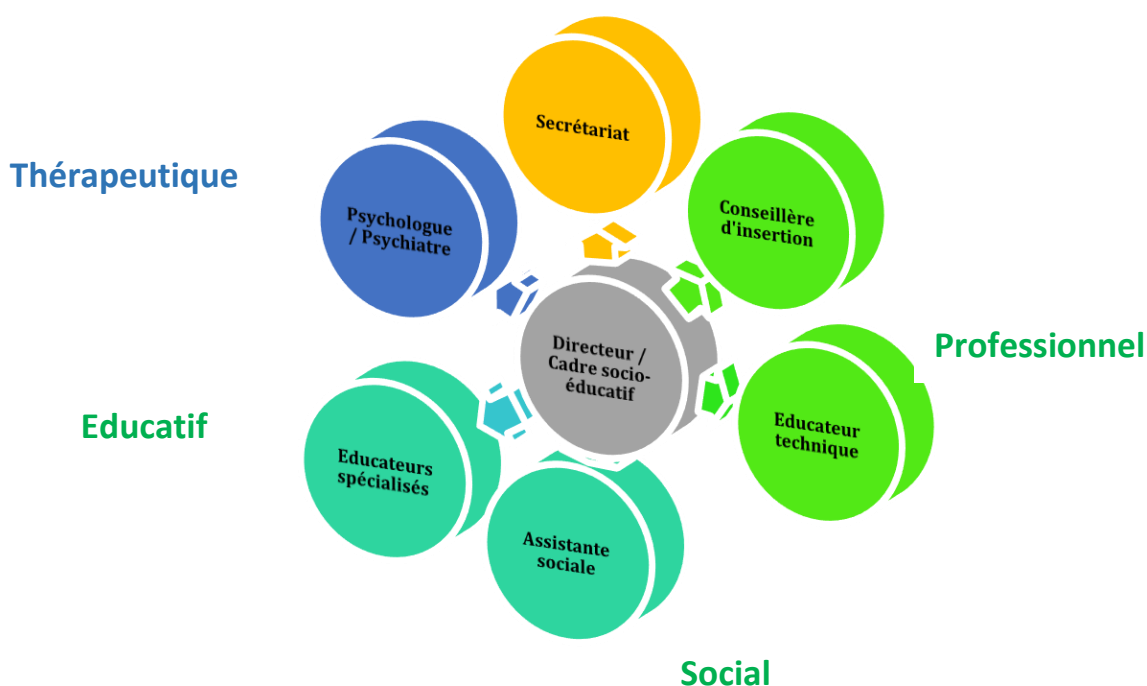 Secrétariat
Thérapeutique
Psychologue
/ Psychiatre
Conseillère
d'insertion
Directeur /
Cadre socio-
éducatif
Professionnel
Educatif
Educateur
technique
Educateurs
spécialisés
Assistante
sociale
Social